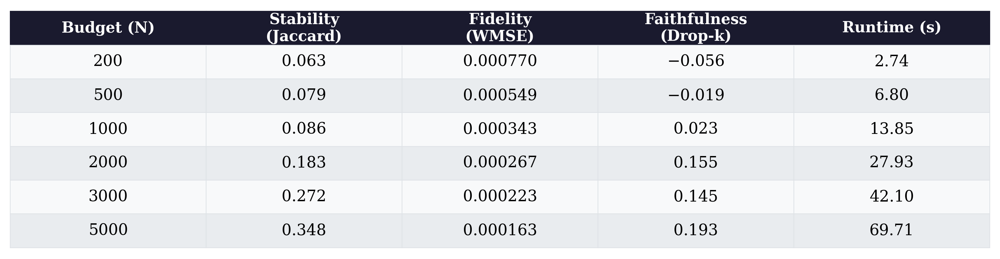 Budget (N) Stability (Jaccard) Fidelity (WMSE) Faithfulness (Drop-k) Runtime (s)
200 0.063 0.000770 −0.056 2.74
500 0.079 0.000549 −0.019 6.80
1000 0.086 0.000343 0.023 13.85
2000 0.183 0.000267 0.155 27.93
3000 0.272 0.000223 0.145 42.10
5000 0.348 0.000163 0.193 69.71